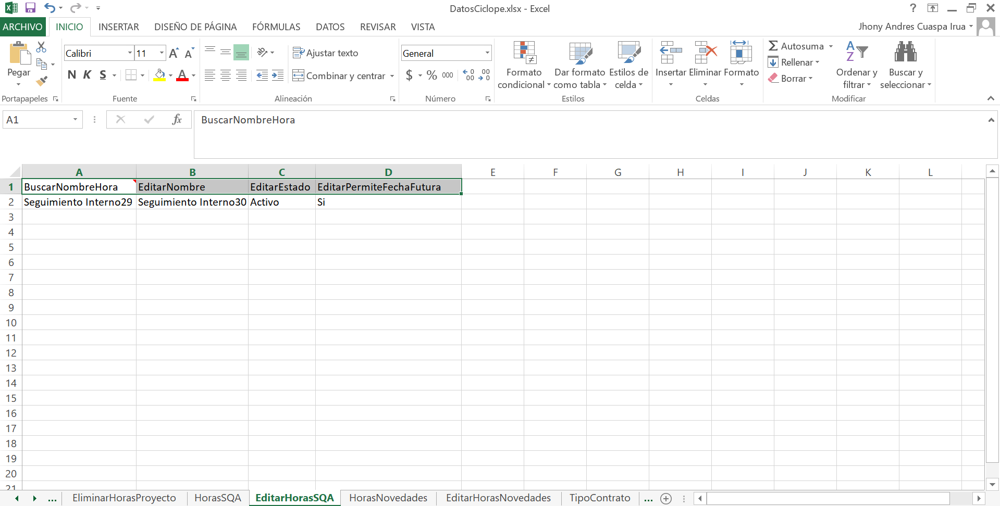 DatosCiclope.xlsx - Excel
ARCHIVO INICIO INSERTAR DISEÑO DE PÁGINA FÓRMULAS DATOS REVISAR VISTA Jhony Andres Cuaspa Irua
Pegar
Portapapeles
Calibri 11
N K S A
Fuente
Ajustar texto
Combinar y centrar
Alineación
General
$ % 000
Número
Formato condicional
Dar formato como tabla
Estilos de celda
Estilos
Insertar Eliminar Formato
Celdas
Autosuma
Rellenar
Borrar
Ordenar y filtrar
Buscar y seleccionar
Modificar
A1 fx BuscarNombreHora
A B C D E F G H I J K L
1 BuscarNombreHora EditarNombre EditarEstado EditarPermiteFechaFutura
2 Seguimiento Interno29 Seguimiento Interno30 Activo Si
3
4
5
6
7
8
9
10
11
12
13
14
15
16
17
18
19
20
21
... EliminarHorasProyecto HorasSQA EditarHorasSQA HorasNovedades EditarHorasNovedades TipoContrato ...